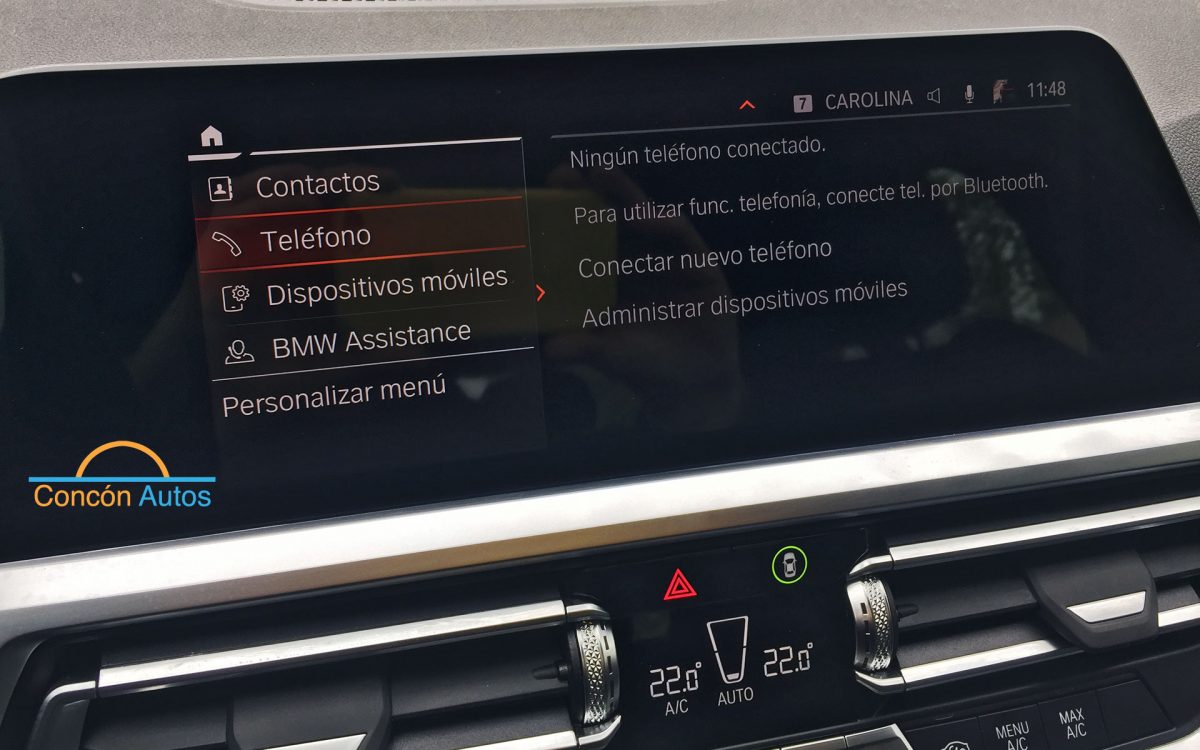 7 CAROLINA 11:48
Contactos
Teléfono
Dispositivos móviles
BMW Assistance
Personalizar menú
Ningún teléfono conectado.
Para utilizar func. telefonía, conecte tel. por Bluetooth.
Conectar nuevo teléfono
Administrar dispositivos móviles
Concón Autos
22.0° 22.0°
A/C AUTO
MENU
A/C
MAX
A/C